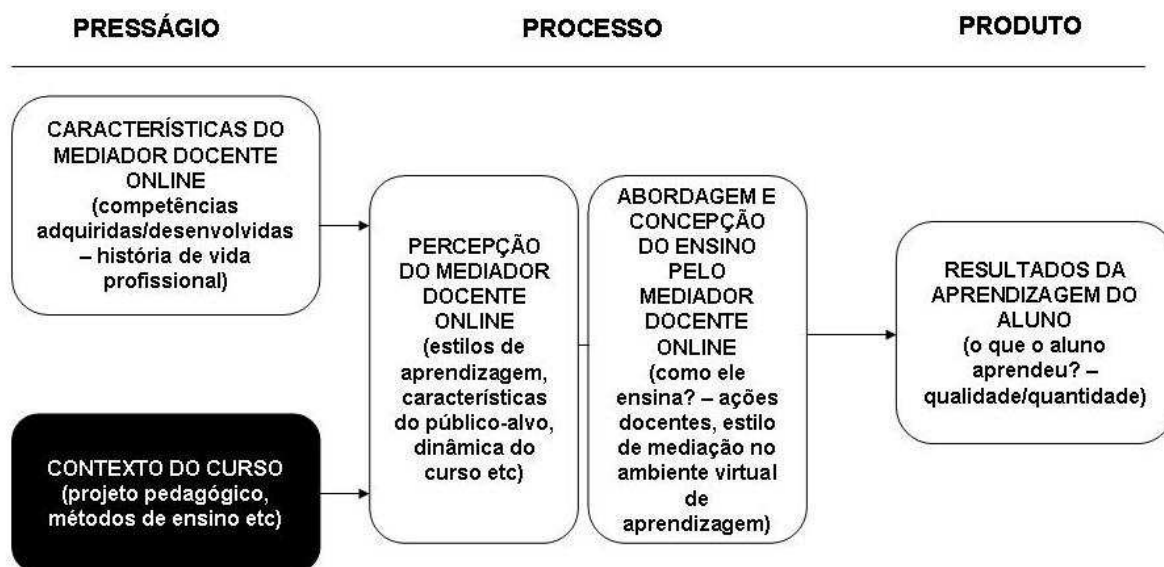 PRESSÁGIO
PROCESSO
PRODUTO
CARACTERÍSTICAS DO
MEDIADOR DOCENTE
ONLINE
(competências
adquiridas/desenvolvidas
– história de vida
profissional)
CONTEXTO DO CURSO
(projeto pedagógico,
métodos de ensino etc)
PERCEPÇÃO DO MEDIADOR
DOCENTE
ONLINE
(estilos de
aprendizagem,
características
do público-alvo,
dinâmica do
curso etc)
ABORDAGEM E
CONCEPÇÃO
DO ENSINO
PELO
MEDIADOR
DOCENTE
ONLINE
(como ele
ensina? – ações
docentes, estilo
de mediação no
ambiente virtual
de
aprendizagem)
RESULTADOS DA
APRENDIZAGEM DO
ALUNO
(o que o aluno
aprendeu? –
qualidade/quantidade)